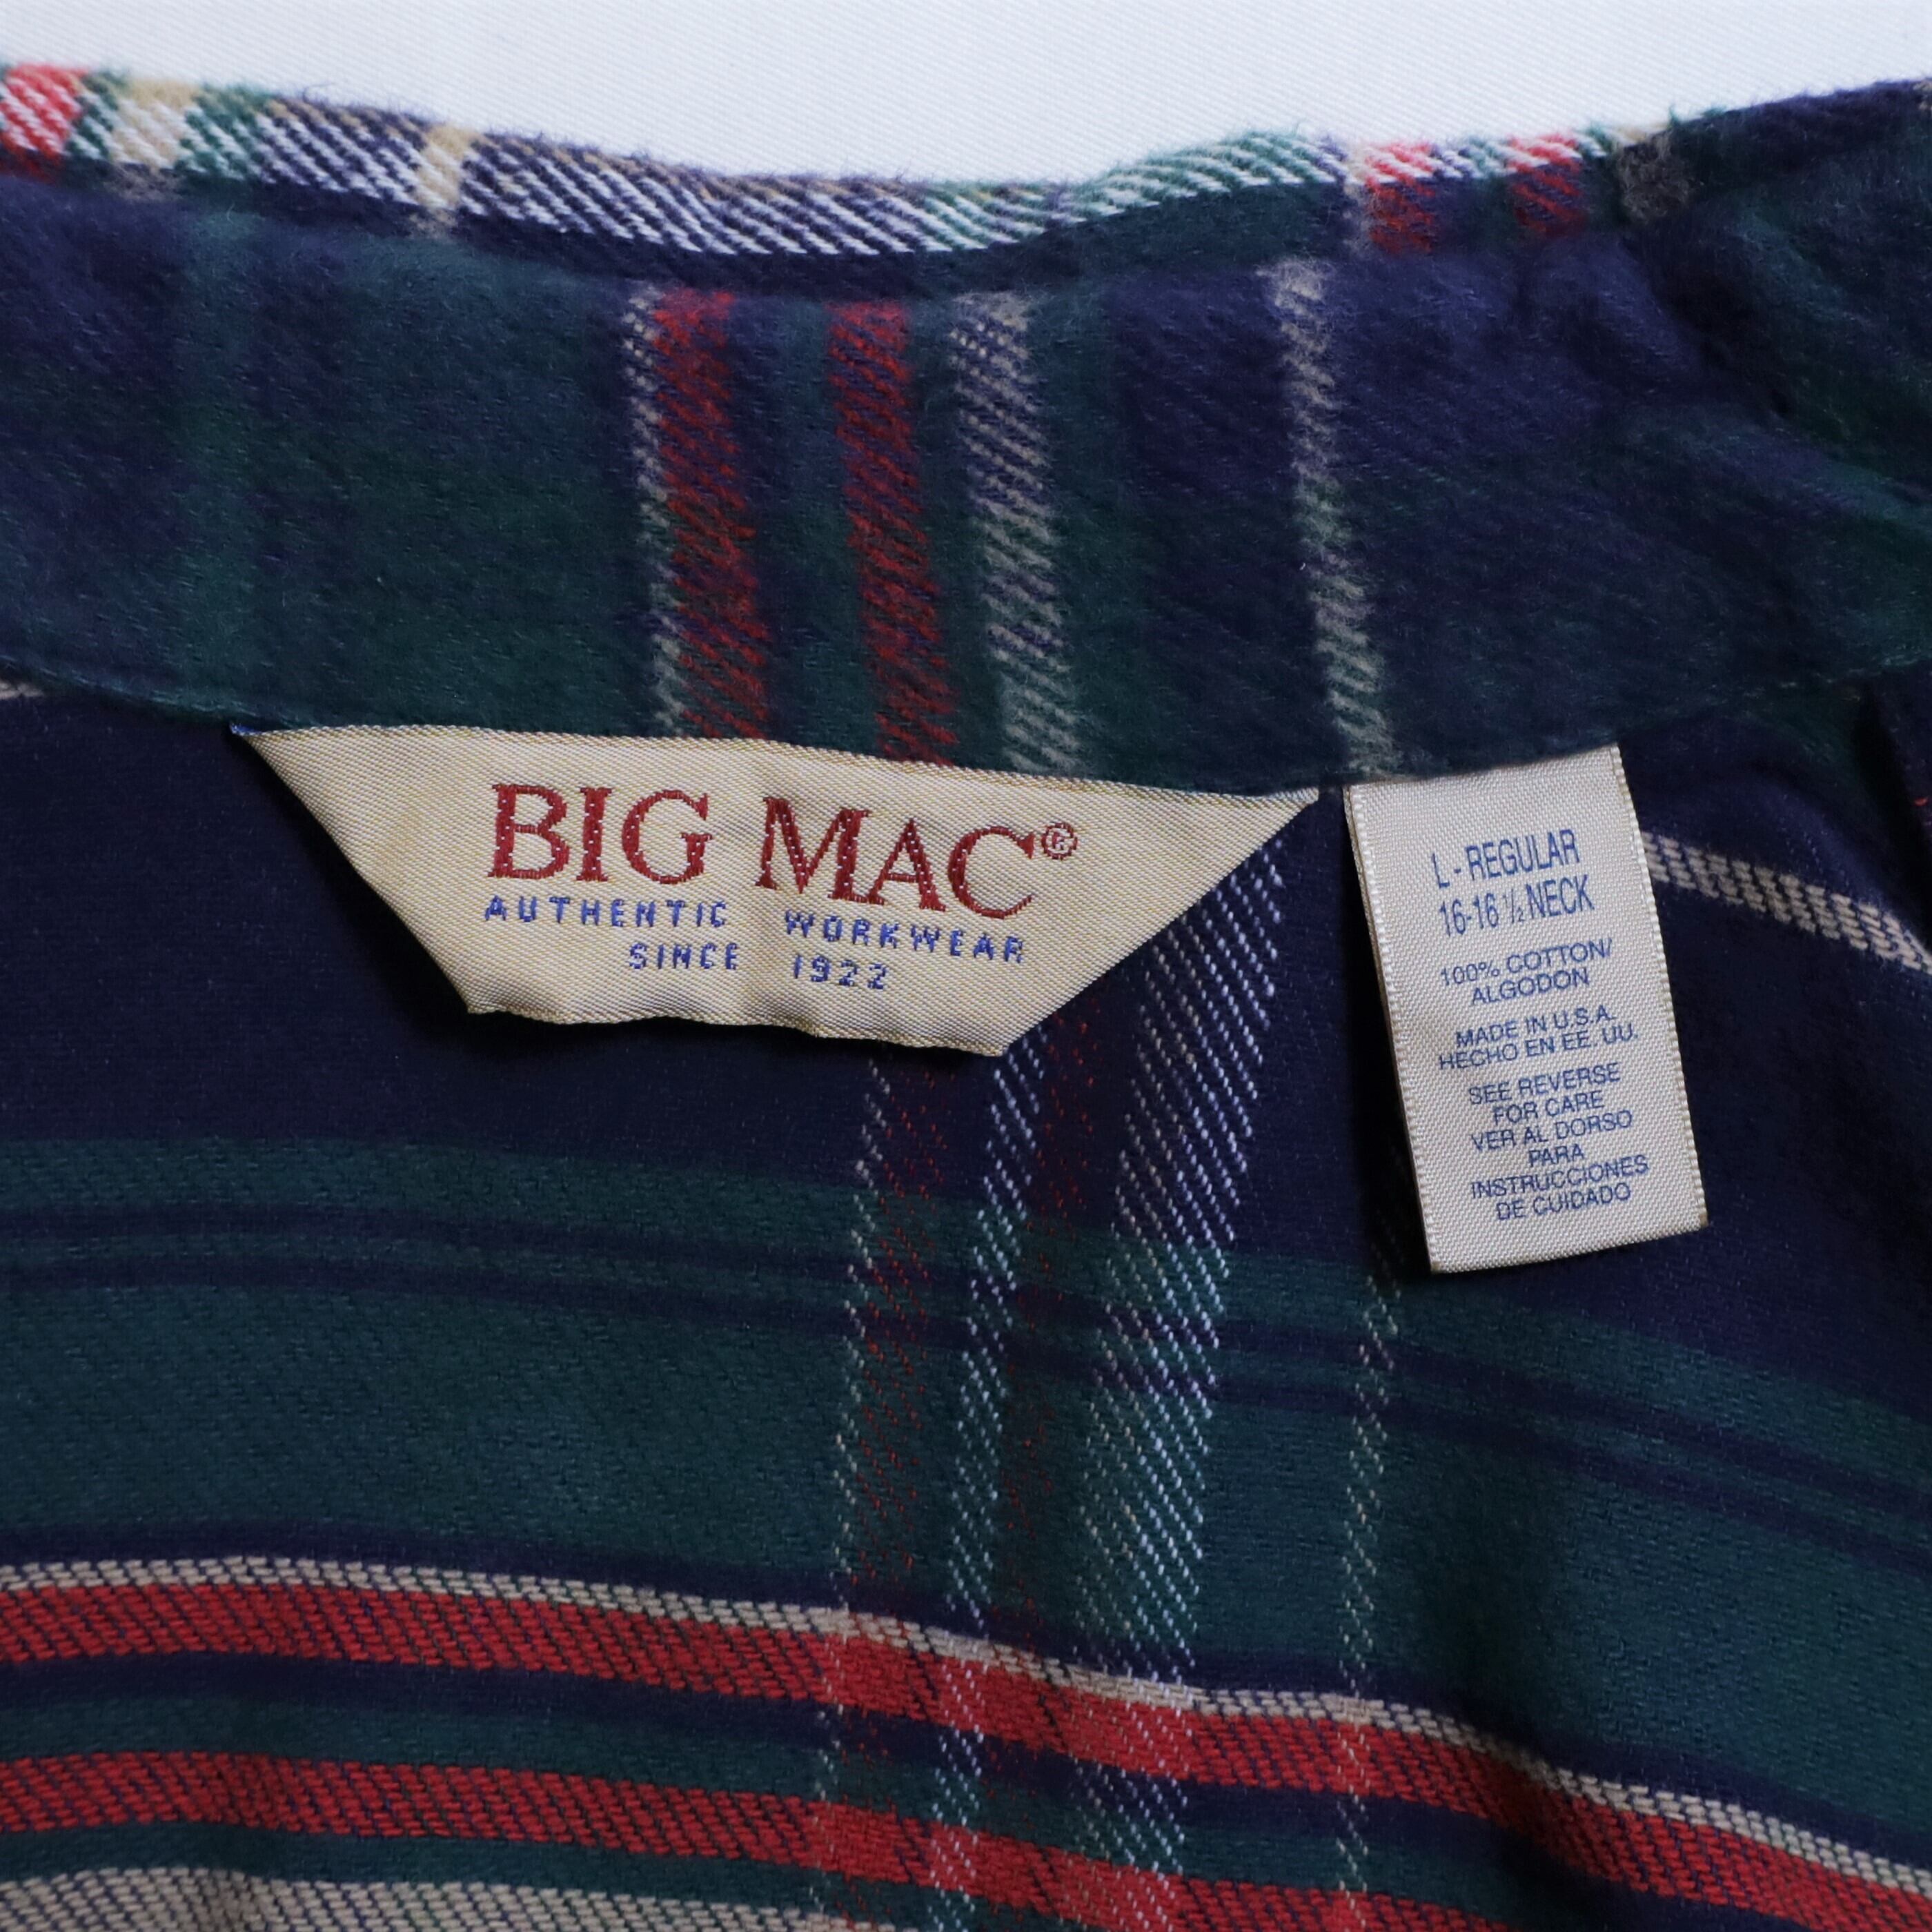 BIG MAC®
AUTHENTIC WORKWEAR
SINCE 1922
L - REGULAR
16-16 ½ NECK
100% COTTON/
ALGODON
MADE IN U.S.A.
HECHO EN EE. UU.
SEE REVERSE
FOR CARE
VER AL DORSO
PARA
INSTRUCCIONES
DE CUIDADO